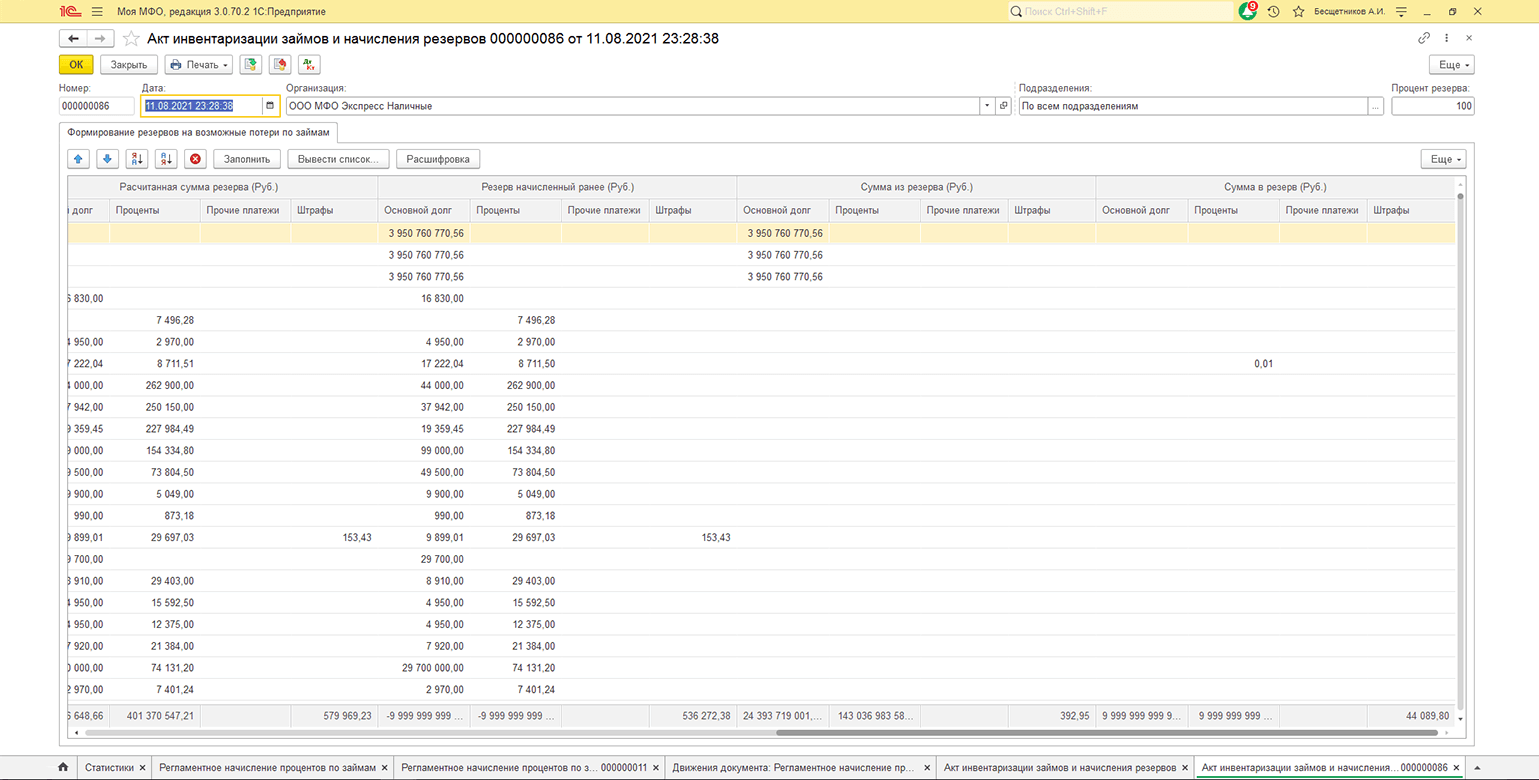 Моя МФО, редакция 3.0.70.2 1С:Предприятие
Поиск Ctrl+Shift+F
9
Бесщетников А.И.
Акт инвентаризации займов и начисления резервов 000000086 от 11.08.2021 23:28:38
ОК Закрыть Печать Дт Кт Еще
Номер: Дата: Организация: Подразделения: Процент резерва:
000000086 11.08.2021 23:28:38 ООО МФО Экспресс Наличные По всем подразделениям ... 100
Формирование резервов на возможные потери по займам
Заполнить Вывести список... Расшифровка Еще
Расчитанная сумма резерва (Руб.) Резерв начисленный ранее (Руб.) Сумма из резерва (Руб.) Сумма в резерв (Руб.)
долг Проценты Прочие платежи Штрафы Основной долг Проценты Прочие платежи Штрафы Основной долг Проценты Прочие платежи Штрафы Основной долг Проценты Прочие платежи Штрафы
3 950 760 770,56 3 950 760 770,56
3 950 760 770,56 3 950 760 770,56
3 950 760 770,56 3 950 760 770,56
6 830,00 16 830,00
7 496,28 7 496,28
4 950,00 2 970,00 4 950,00 2 970,00
7 222,04 8 711,51 17 222,04 8 711,50 0,01
4 000,00 262 900,00 44 000,00 262 900,00
7 942,00 250 150,00 37 942,00 250 150,00
9 359,45 227 984,49 19 359,45 227 984,49
9 000,00 154 334,80 99 000,00 154 334,80
9 500,00 73 804,50 49 500,00 73 804,50
9 900,00 5 049,00 9 900,00 5 049,00
990,00 873,18 990,00 873,18
9 899,01 29 697,03 153,43 9 899,01 29 697,03 153,43
9 700,00 29 700,00
8 910,00 29 403,00 8 910,00 29 403,00
4 950,00 15 592,50 4 950,00 15 592,50
4 950,00 12 375,00 4 950,00 12 375,00
7 920,00 21 384,00 7 920,00 21 384,00
0 000,00 74 131,20 29 700 000,00 74 131,20
2 970,00 7 401,24 2 970,00 7 401,24
6 648,66 401 370 547,21 579 969,23 -9 999 999 999 ... -9 999 999 999 ... 536 272,38 24 393 719 001,... 143 036 983 58... 392,95 9 999 999 999 9... 9 999 999 999 ... 44 089,80
Статистики Регламентное начисление процентов по займам Регламентное начисление процентов по з... 000000011 Движения документа: Регламентное начисление пр... Акт инвентаризации займов и начисления резервов Акт инвентаризации займов и начисления...000000086